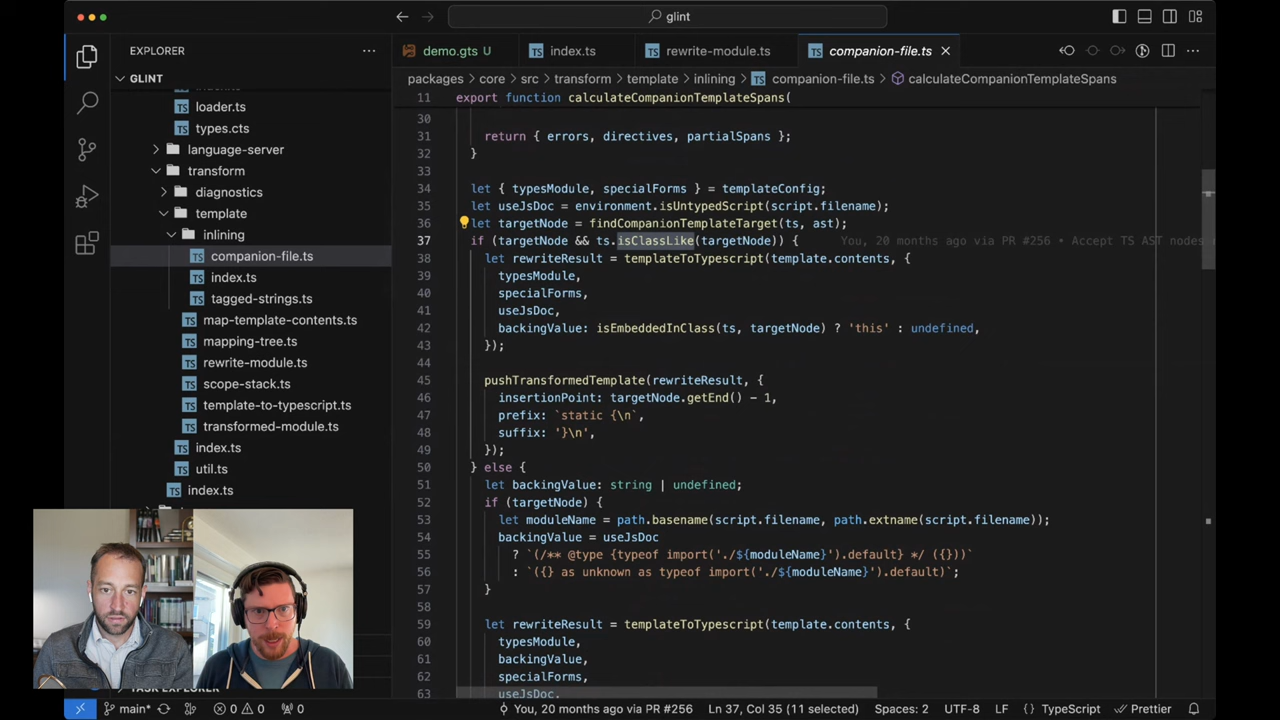 glint
EXPLORER
demo.gts U
index.ts
rewrite-module.ts
companion-file.ts
GLINT
packages > core > src > transform > template > inlining > companion-file.ts > calculateCompanionTemplateSpans
loader.ts
types.cts
language-server
transform
diagnostics
template
inlining
companion-file.ts
index.ts
tagged-strings.ts
map-template-contents.ts
mapping-tree.ts
rewrite-module.ts
scope-stack.ts
template-to-typescript.ts
transformed-module.ts
index.ts
util.ts
index.ts
11 export function calculateCompanionTemplateSpans(
30
31 return { errors, directives, partialSpans };
32 }
33
34 let { typesModule, specialForms } = templateConfig;
35 let useJsDoc = environment.isUntypedScript(script.filename);
36 let targetNode = findCompanionTemplateTarget(ts, ast);
37 if (targetNode && ts.isClassLike(targetNode)) { You, 20 months ago via PR #256 • Accept TS AST nodes
38 let rewriteResult = templateToTypescript(template.contents, {
39 typesModule,
40 specialForms,
41 useJsDoc,
42 backingValue: isEmbeddedInClass(ts, targetNode) ? 'this' : undefined,
43 });
44
45 pushTransformedTemplate(rewriteResult, {
46 insertionPoint: targetNode.getEnd() - 1,
47 prefix: `static {\n`,
48 suffix: '}\n',
49 });
50 } else {
51 let backingValue: string | undefined;
52 if (targetNode) {
53 let moduleName = path.basename(script.filename, path.extname(script.filename));
54 backingValue = useJsDoc
55 ? `(/** @type {typeof import('./${moduleName}').default} */ ({}))`
56 : `({} as unknown as typeof import('./${moduleName}').default)`;
57 }
58
59 let rewriteResult = templateToTypescript(template.contents, {
60 typesModule,
61 backingValue,
62 specialForms,
63 useJsDoc,
TASK EXPLORER
main* 0 0 0 You, 20 months ago via PR #256 Ln 37, Col 35 (11 selected) Spaces: 2 UTF-8 LF {} TypeScript Prettier